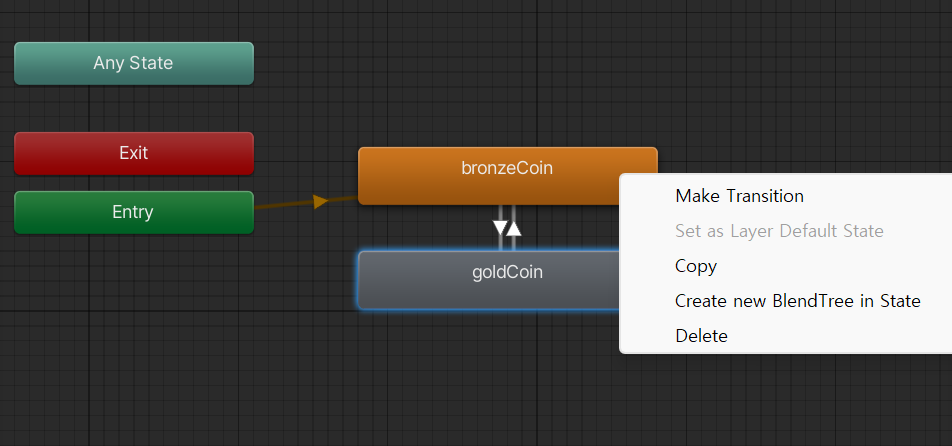 Any State
Exit
Entry
bronzeCoin
goldCoin
Make Transition
Set as Layer Default State
Copy
Create new BlendTree in State
Delete